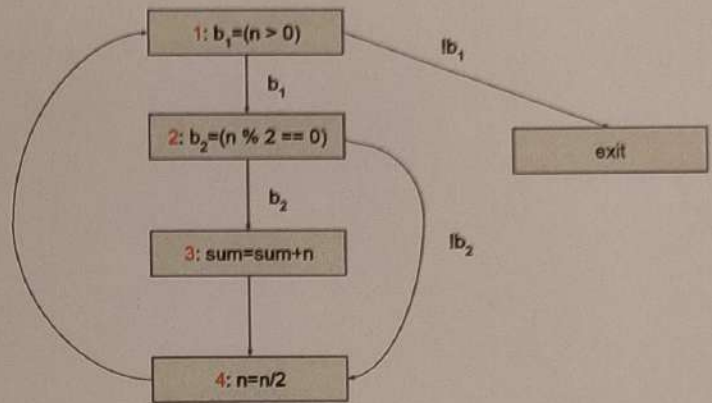 1: b₁=(n > 0)
!b₁
b₁
2: b₂=(n % 2 == 0)
exit
b₂
!b₂
3: sum=sum+n
4: n=n/2